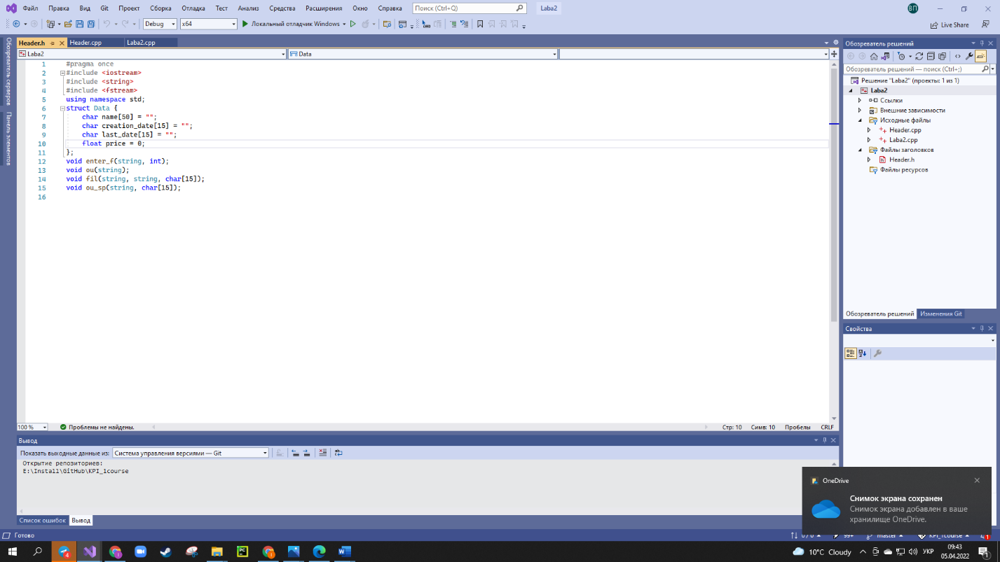 Файл Правка Вид Git Проект Сборка Отладка Тест Анализ Средства Расширения Окно Справка Поиск (Ctrl+Q) Laba2 ВП
Debug x64 Локальный отладчик Windows Live Share
Обозреватель серверов
Панель элементов
Header.h Header.cpp Laba2.cpp
Laba2 Data
1 #pragma once
2 #include <iostream>
3 #include <string>
4 #include <fstream>
5 using namespace std;
6 struct Data {
7 char name[50] = "";
8 char creation_date[15] = "";
9 char last_date[15] = "";
10 float price = 0;
11 };
12 void enter_f(string, int);
13 void ou(string);
14 void fil(string, string, char[15]);
15 void ou_sp(string, char[15]);
16
100 % Проблемы не найдены. Стр: 10 Симв: 10 Пробелы CRLF
Вывод
Показать выходные данные из: Система управления версиями — Git
Открытие репозиториев:
E:\Install\GitHub\KPI_1course
Список ошибок Вывод
Обозреватель решений
Обозреватель решений — поиск (Ctrl+;)
Решение "Laba2" (проекты: 1 из 1)
Laba2
Ссылки
Внешние зависимости
Исходные файлы
Header.cpp
Laba2.cpp
Файлы заголовков
Header.h
Файлы ресурсов
Обозреватель решений Изменения Git
Свойства
OneDrive
Снимок экрана сохранен
Снимок экрана добавлен в ваше
хранилище OneDrive.
Готово 0 / 0 99+ master KPI_1course 1
4 PC 10°C Cloudy УКР 09:43
05.04.2022 1